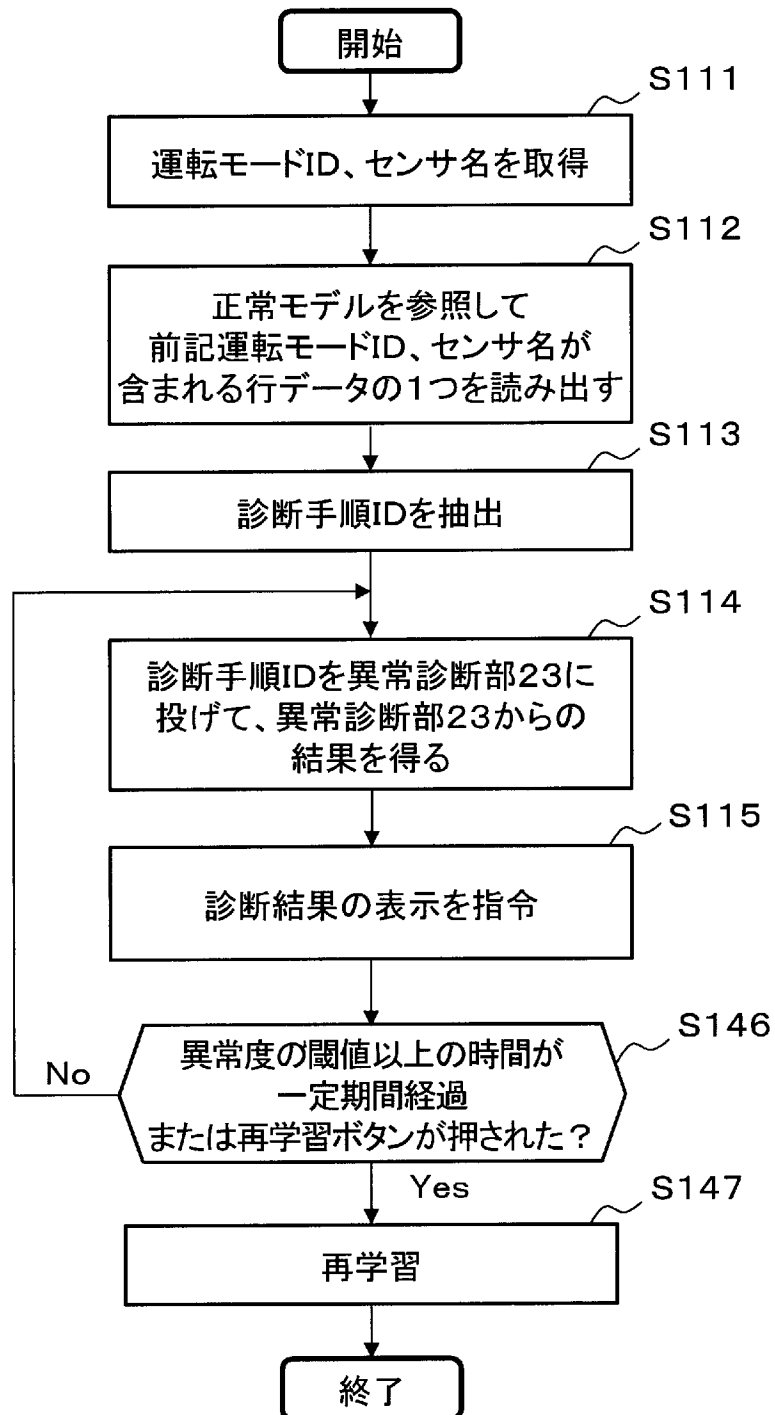 開始
S111
運転モードID、センサ名を取得
S112
正常モデルを参照して
前記運転モードID、センサ名が
含まれる行データの1つを読み出す
S113
診断手順IDを抽出
S114
診断手順IDを異常診断部23に
投げて、異常診断部23からの
結果を得る
S115
診断結果の表示を指令
S146
異常度の閾値以上の時間が
一定期間経過
または再学習ボタンが押された？
No
Yes
S147
再学習
終了